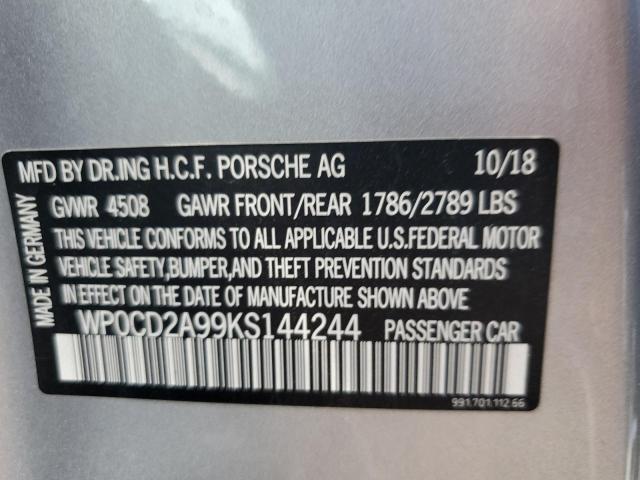 MFD BY DR.ING H.C.F. PORSCHE AG 10/18
GVWR 4508 GAWR FRONT/REAR 1786/2789 LBS
THIS VEHICLE CONFORMS TO ALL APPLICABLE U.S.FEDERAL MOTOR
VEHICLE SAFETY,BUMPER,AND THEFT PREVENTION STANDARDS
IN EFFECT ON THE DATE OF MANUFACTURE SHOWN ABOVE
WP0CD2A99KS144244 PASSENGER CAR
991.701.112 66
MADE IN GERMANY